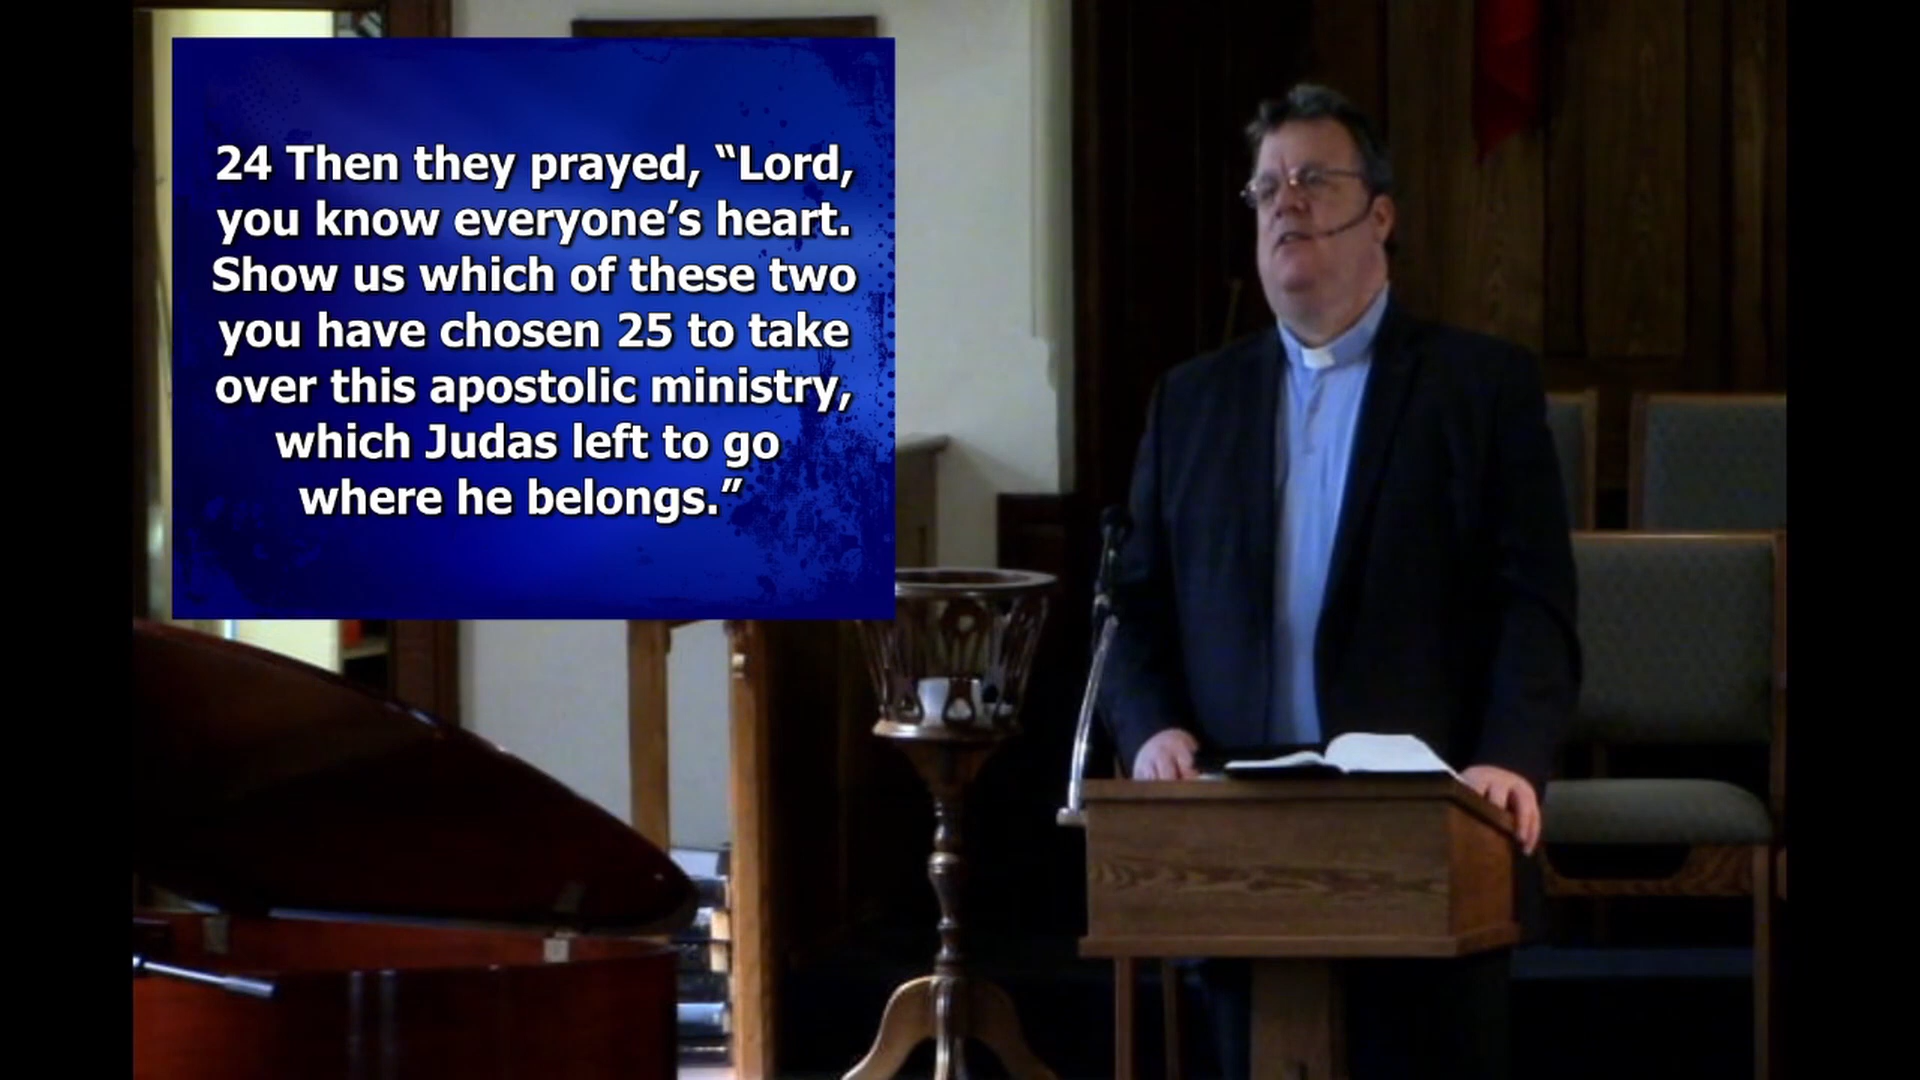 24 Then they prayed, “Lord,
you know everyone’s heart.
Show us which of these two
you have chosen 25 to take
over this apostolic ministry,
which Judas left to go
where he belongs.”